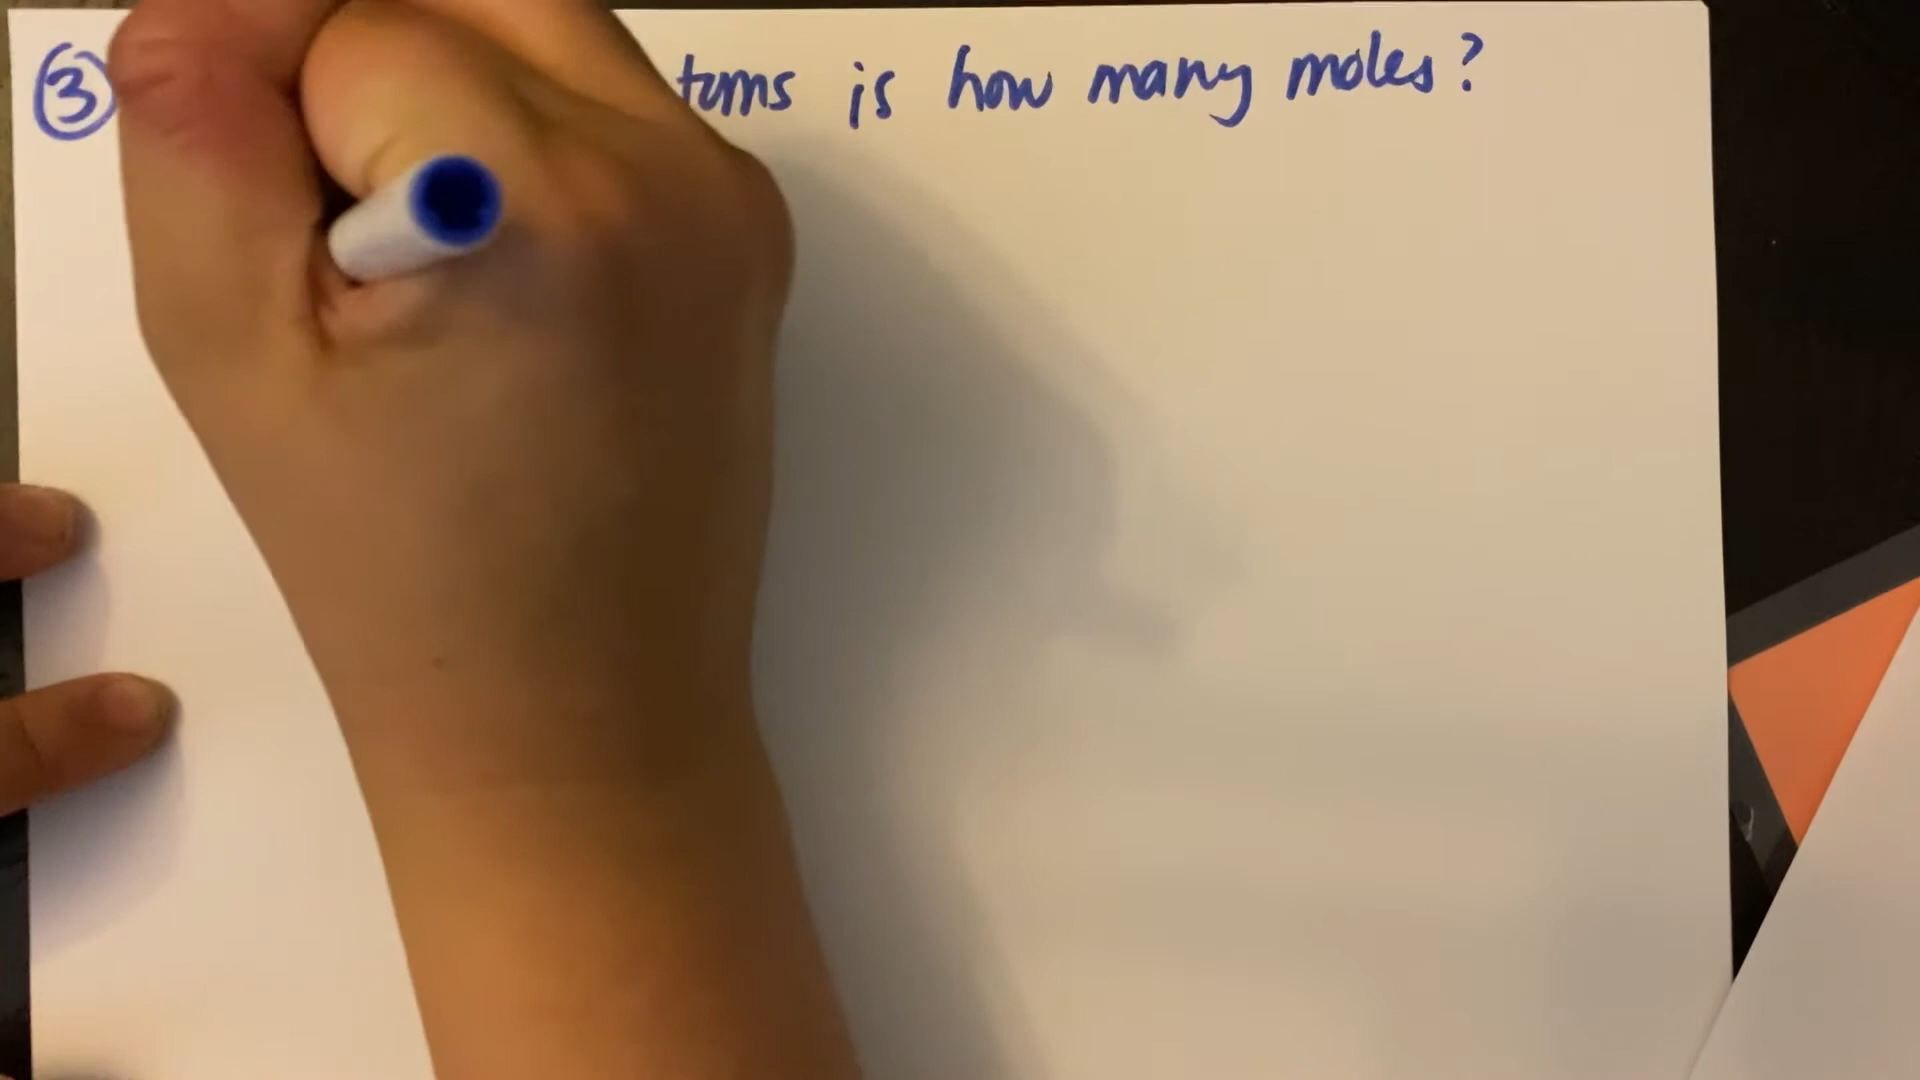 ③ toms is how many moles?